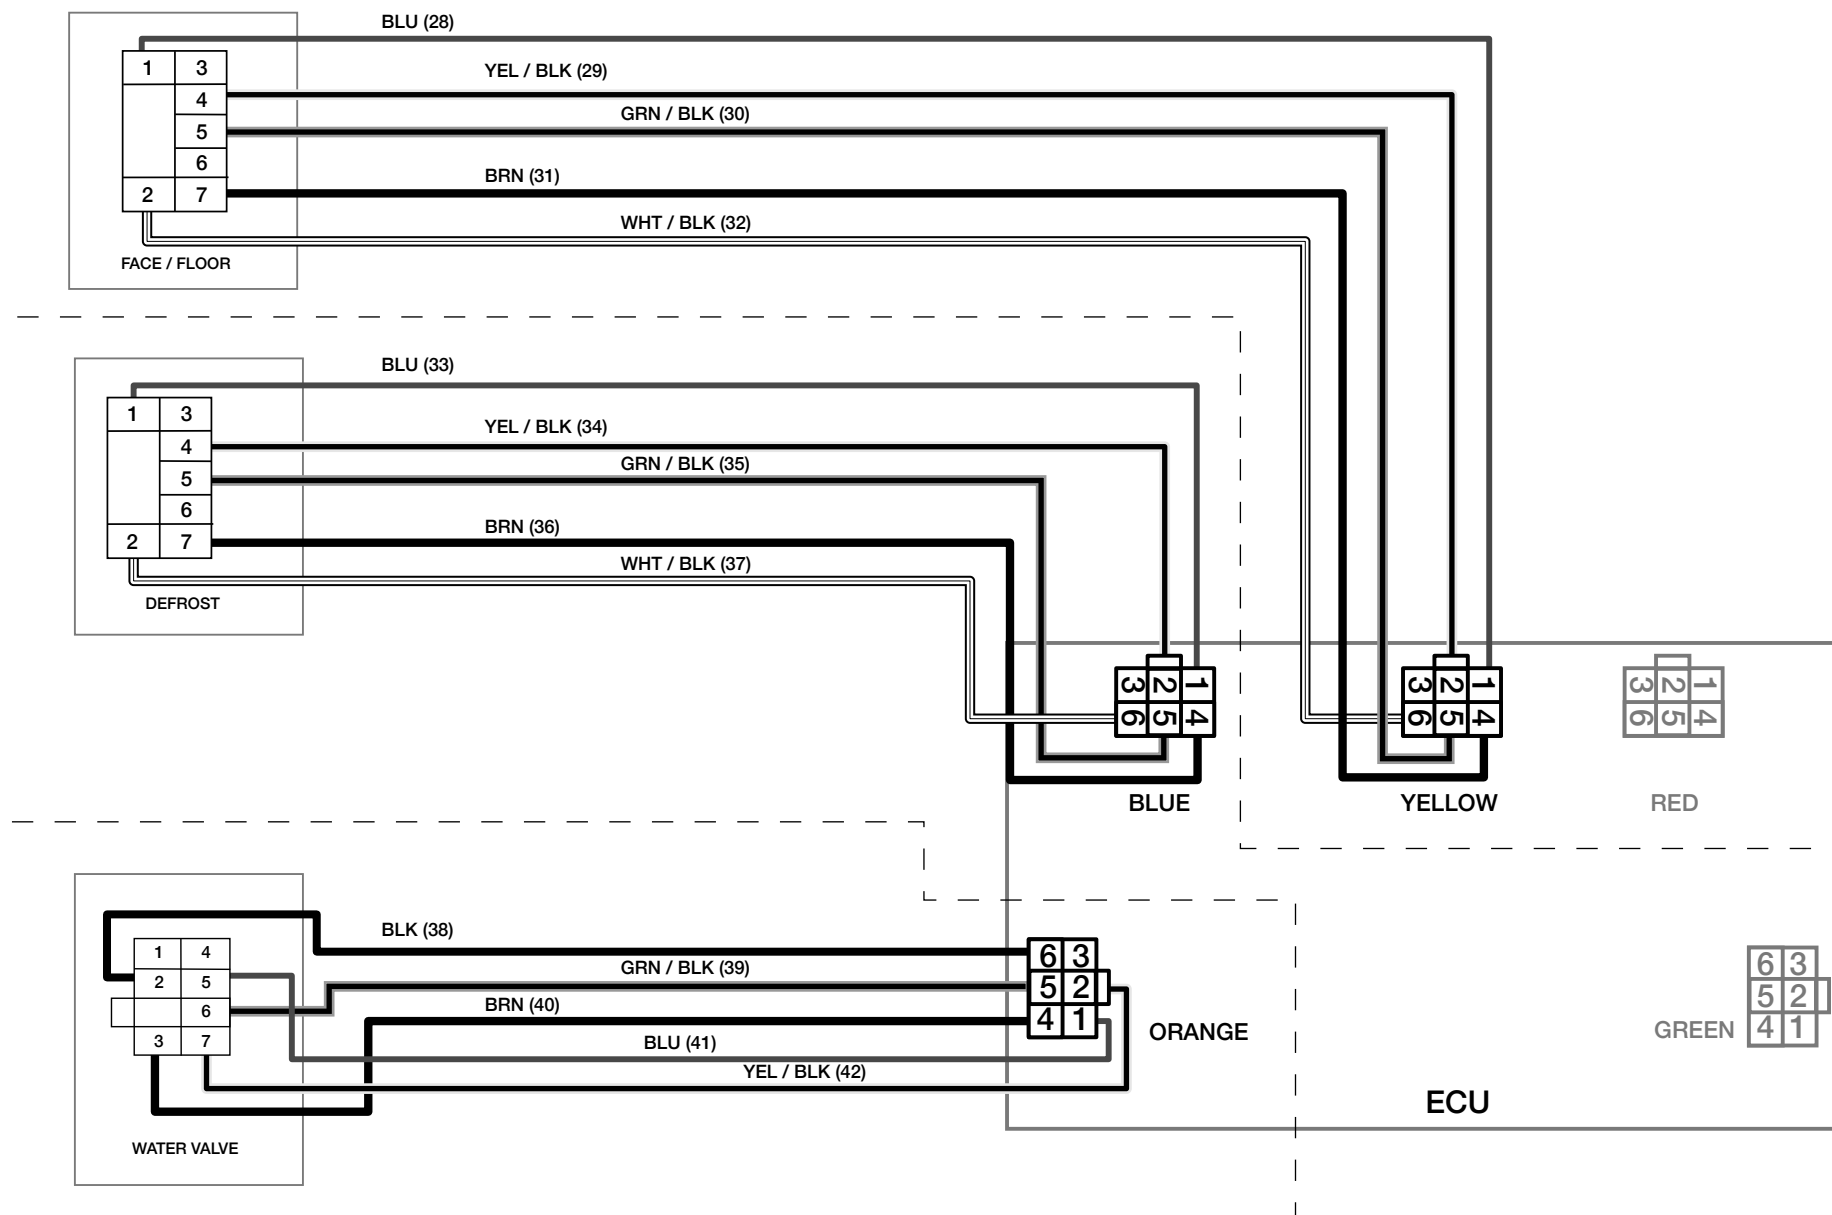 BLU (28)
1 3
YEL / BLK (29)
4
GRN / BLK (30)
5
6
BRN (31)
2 7
WHT / BLK (32)
FACE / FLOOR
BLU (33)
1 3
YEL / BLK (34)
4
GRN / BLK (35)
5
6
BRN (36)
2 7
WHT / BLK (37)
DEFROST
3 2 1
6 5 4
BLUE
3 2 1
6 5 4
YELLOW
3 2 1
6 5 4
RED
BLK (38)
1 4
GRN / BLK (39)
2 5
6
BRN (40)
3 7
BLU (41)
YEL / BLK (42)
WATER VALVE
6 3
5 2
4 1
ORANGE
6 3
5 2
4 1
GREEN
ECU